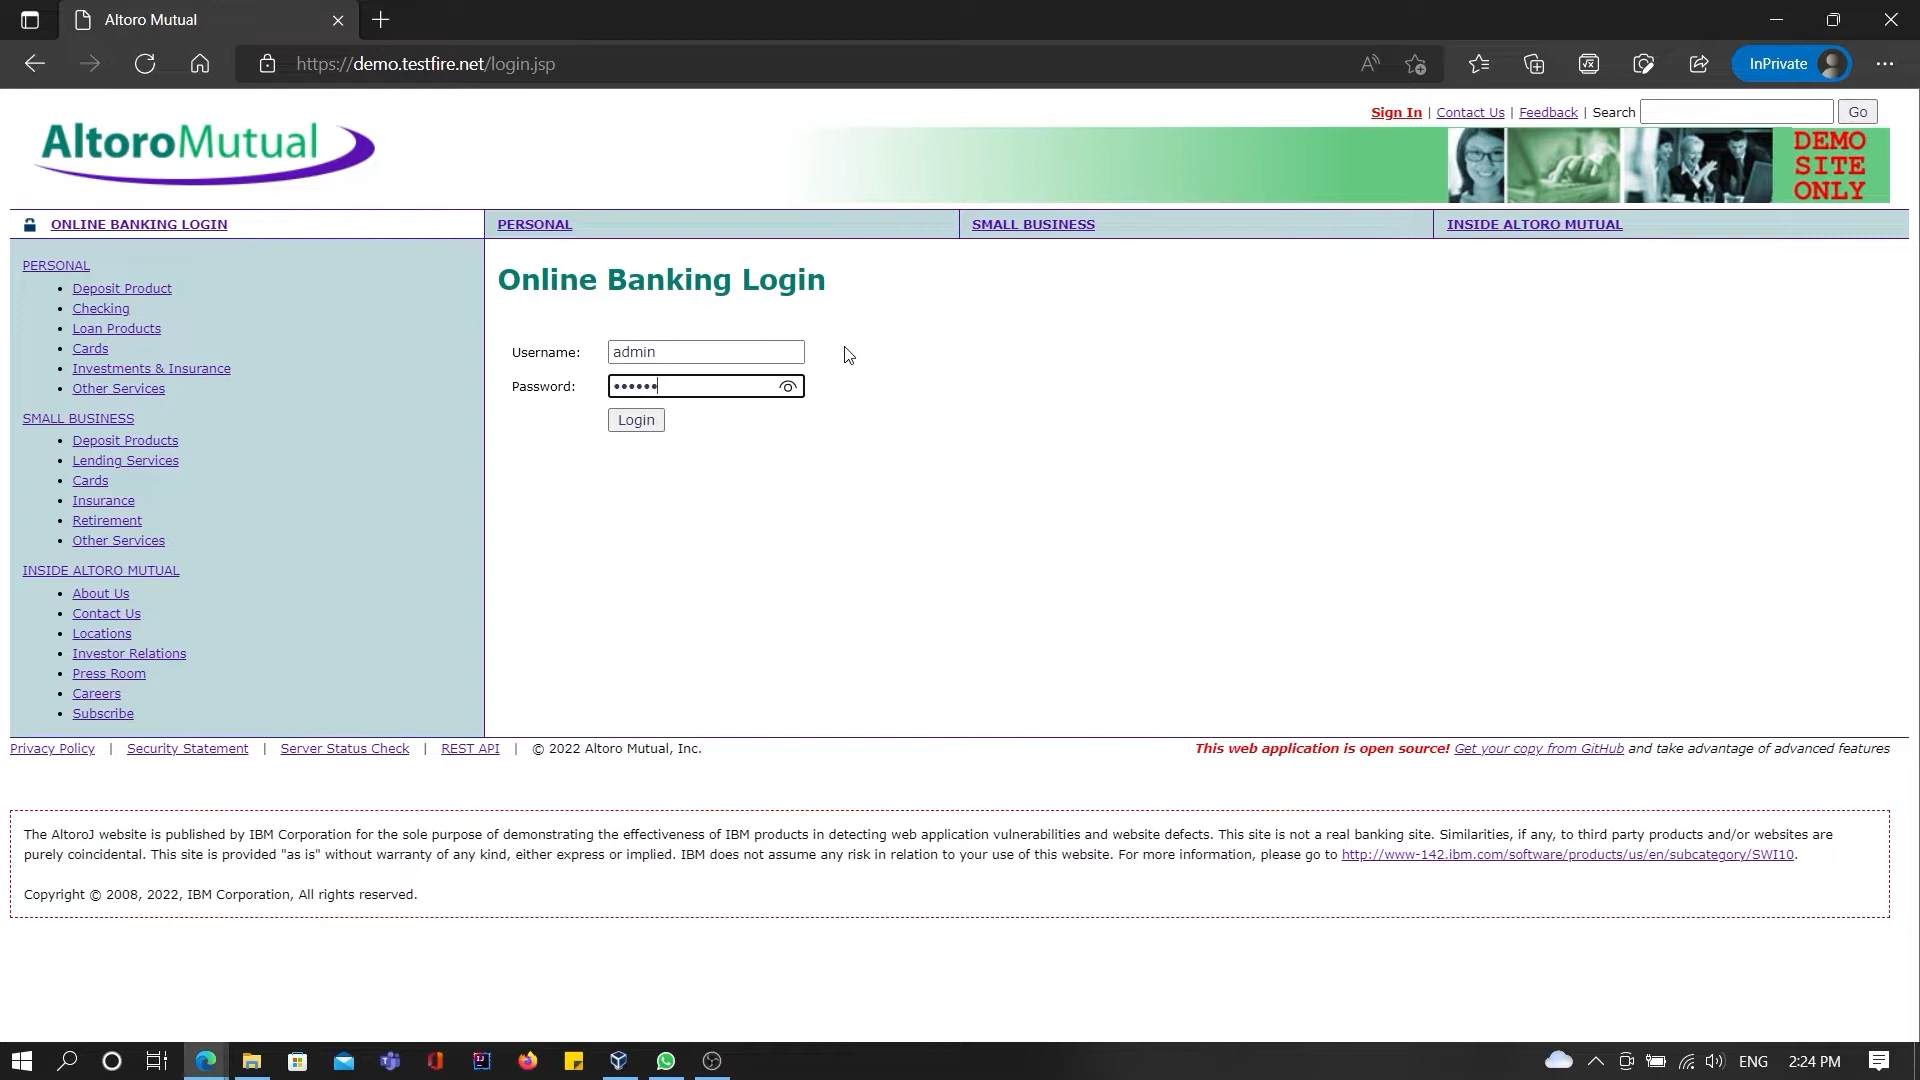 Altoro Mutual
https://demo.testfire.net/login.jsp
InPrivate
Sign In | Contact Us | Feedback | Search Go
AltoroMutual
DEMO
SITE
ONLY
ONLINE BANKING LOGIN
PERSONAL
SMALL BUSINESS
INSIDE ALTORO MUTUAL
PERSONAL
• Deposit Product
• Checking
• Loan Products
• Cards
• Investments & Insurance
• Other Services
SMALL BUSINESS
• Deposit Products
• Lending Services
• Cards
• Insurance
• Retirement
• Other Services
INSIDE ALTORO MUTUAL
• About Us
• Contact Us
• Locations
• Investor Relations
• Press Room
• Careers
• Subscribe
Online Banking Login
Username: admin
Password: ••••••
Login
Privacy Policy | Security Statement | Server Status Check | REST API | © 2022 Altoro Mutual, Inc.
This web application is open source! Get your copy from GitHub and take advantage of advanced features
The AltoroJ website is published by IBM Corporation for the sole purpose of demonstrating the effectiveness of IBM products in detecting web application vulnerabilities and website defects. This site is not a real banking site. Similarities, if any, to third party products and/or websites are
purely coincidental. This site is provided "as is" without warranty of any kind, either express or implied. IBM does not assume any risk in relation to your use of this website. For more information, please go to http://www-142.ibm.com/software/products/us/en/subcategory/SWI10.
Copyright © 2008, 2022, IBM Corporation, All rights reserved.
ENG
2:24 PM